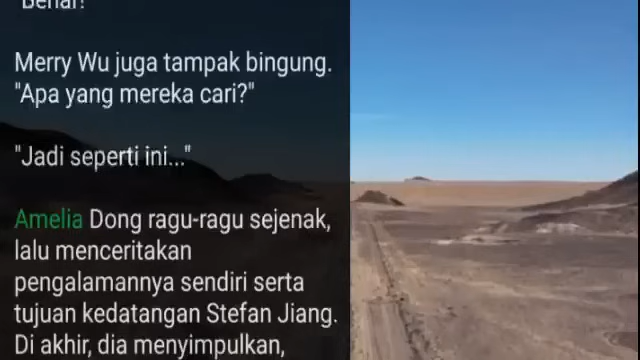 "Benar!
Merry Wu juga tampak bingung.
"Apa yang mereka cari?"
"Jadi seperti ini..."
Amelia Dong ragu-ragu sejenak,
lalu menceritakan
pengalamannya sendiri serta
tujuan kedatangan Stefan Jiang.
Di akhir, dia menyimpulkan,